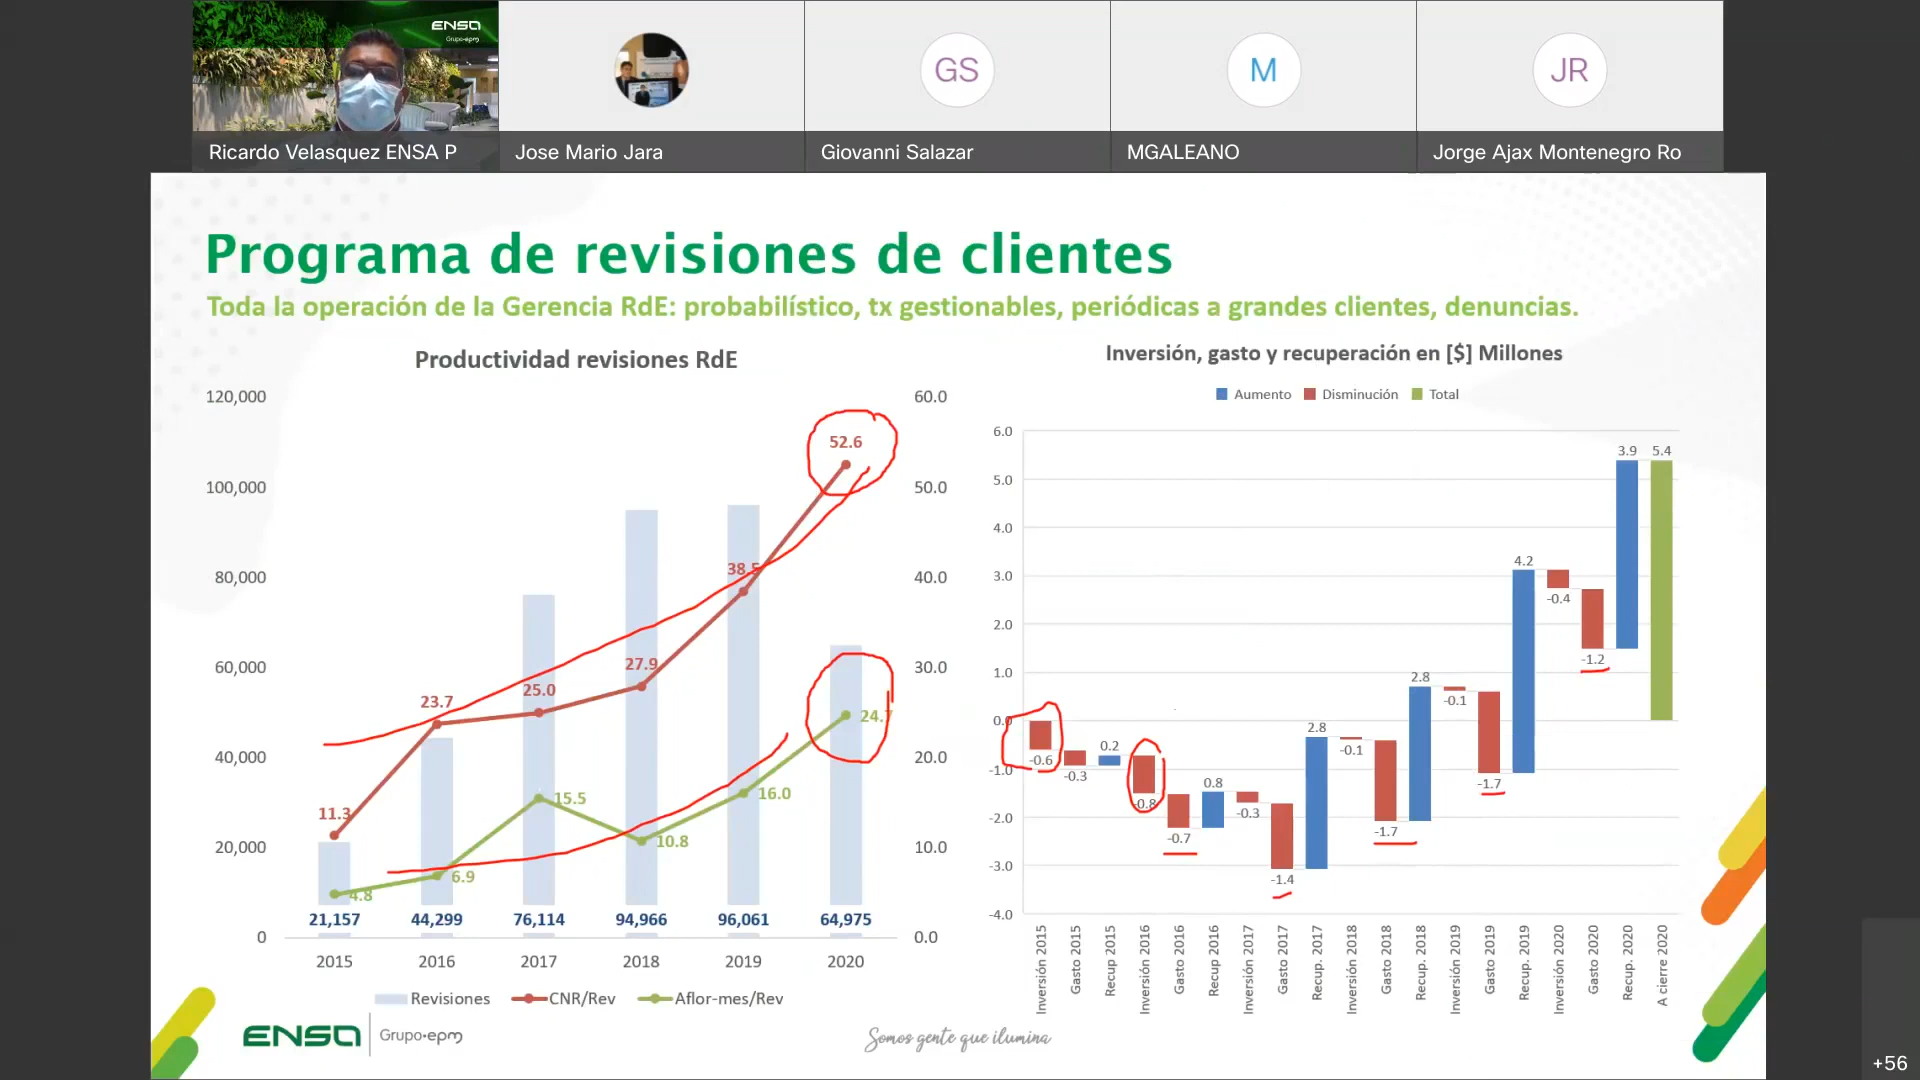 ENSA
Grupo·epm
GS
M
JR
Ricardo Velasquez ENSA P
Jose Mario Jara
Giovanni Salazar
MGALEANO
Jorge Ajax Montenegro Ro
Programa de revisiones de clientes
Toda la operación de la Gerencia RdE: probabilístico, tx gestionables, periódicas a grandes clientes, denuncias.
Productividad revisiones RdE
120,000
100,000
80,000
60,000
40,000
20,000
0
60.0
50.0
40.0
30.0
20.0
10.0
0.0
11.3
23.7
25.0
27.9
38.5
52.6
4.8
6.9
15.5
10.8
16.0
24.7
21,157
44,299
76,114
94,966
96,061
64,975
2015
2016
2017
2018
2019
2020
Revisiones
CNR/Rev
Aflor-mes/Rev
Inversión, gasto y recuperación en [$] Millones
Aumento
Disminución
Total
6.0
5.0
4.0
3.0
2.0
1.0
0.0
-1.0
-2.0
-3.0
-4.0
-0.6
-0.3
0.2
-0.8
-0.7
0.8
-0.3
-1.4
2.8
-0.1
-1.7
2.8
-0.1
-1.7
4.2
-0.4
-1.2
3.9
5.4
Inversión 2015
Gasto 2015
Recup 2015
Inversión 2016
Gasto 2016
Recup 2016
Inversión 2017
Gasto 2017
Recup. 2017
Inversión 2018
Gasto 2018
Recup. 2018
Inversión 2019
Gasto 2019
Recup. 2019
Inversión 2020
Gasto 2020
Recup. 2020
A cierre 2020
ENSA
Grupo·epm
Somos gente que ilumina
+56